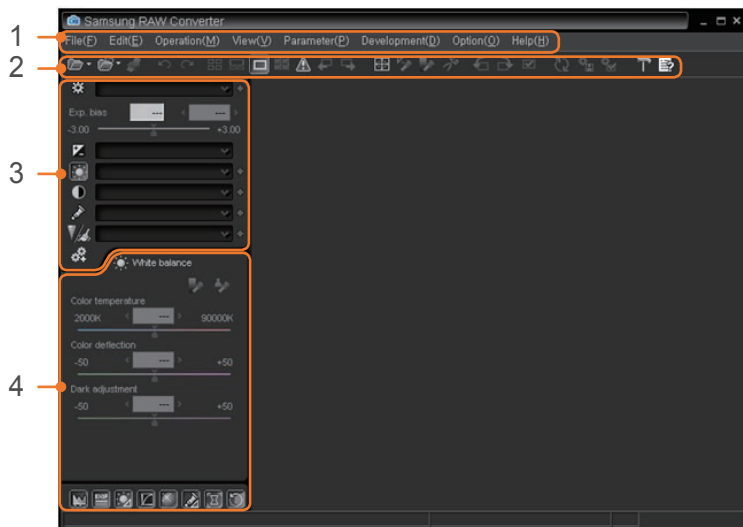 Samsung RAW Converter
1
File(F) Edit(E) Operation(M) View(V) Parameter(P) Development(D) Option(O) Help(H)
2
Exp. bias --- ---
-3.00 +3.00
3
White balance
Color temperature
2000K --- 90000K
Color deflection
-50 --- +50
4
Dark adjustment
-50 --- +50